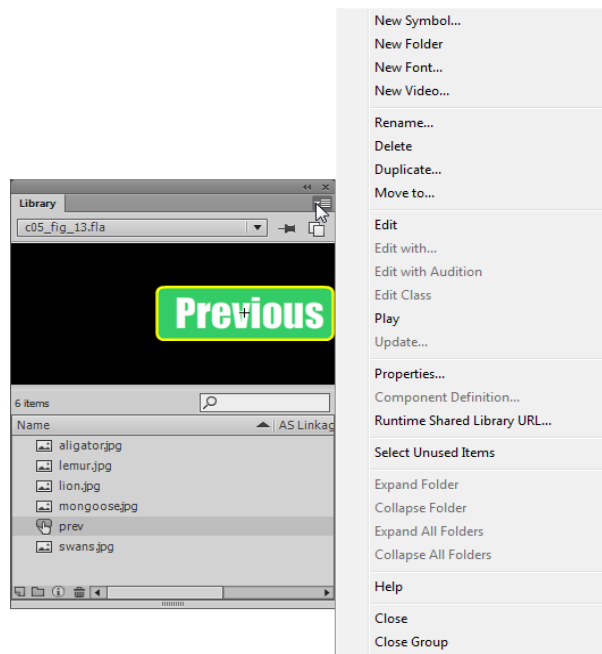 Library
c05_fig_13.fla
Previous
6 items
Name AS Linkag
aligator.jpg
lemur.jpg
lion.jpg
mongoose.jpg
prev
swans.jpg
New Symbol...
New Folder
New Font...
New Video...
Rename...
Delete
Duplicate...
Move to...
Edit
Edit with...
Edit with Audition
Edit Class
Play
Update...
Properties...
Component Definition...
Runtime Shared Library URL...
Select Unused Items
Expand Folder
Collapse Folder
Expand All Folders
Collapse All Folders
Help
Close
Close Group